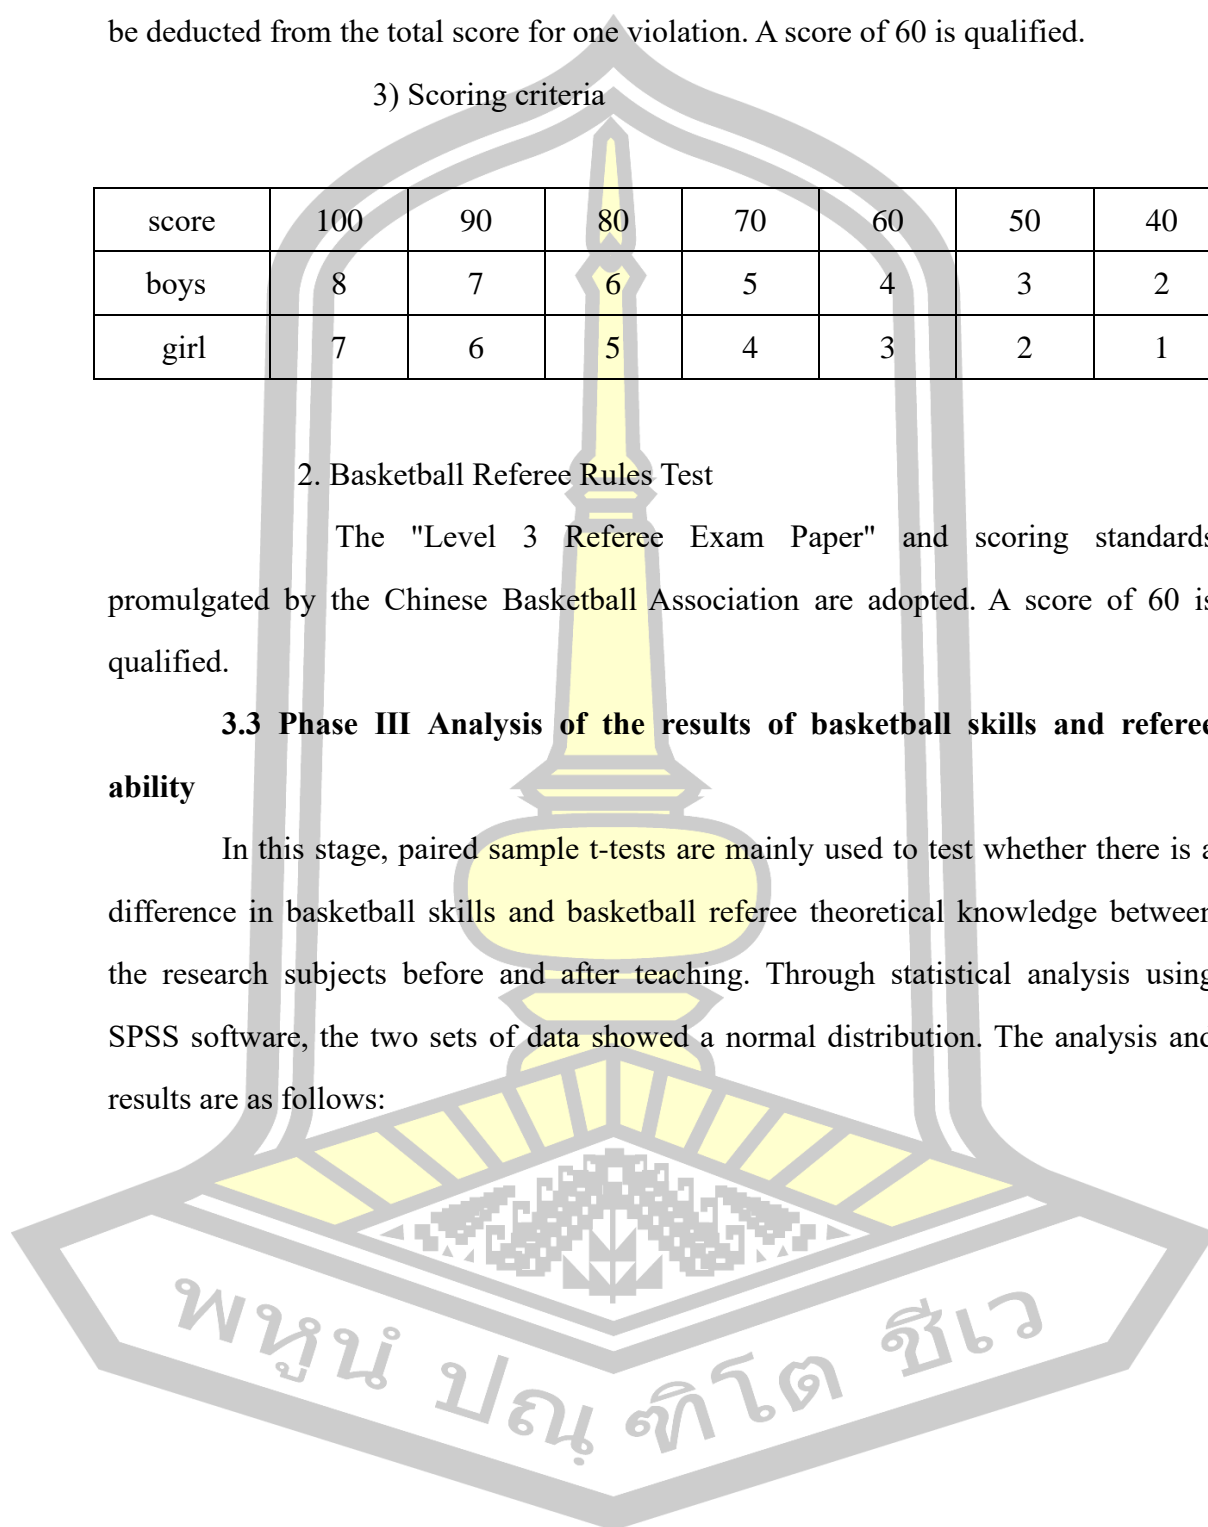 be deducted from the total score for one violation. A score of 60 is qualified.
3) Scoring criteria
score 100 90 80 70 60 50 40
boys 8 7 6 5 4 3 2
girl 7 6 5 4 3 2 1
2. Basketball Referee Rules Test
The "Level 3 Referee Exam Paper" and scoring standards
promulgated by the Chinese Basketball Association are adopted. A score of 60 is
qualified.
3.3 Phase III Analysis of the results of basketball skills and referee
ability
In this stage, paired sample t-tests are mainly used to test whether there is a
difference in basketball skills and basketball referee theoretical knowledge between
the research subjects before and after teaching. Through statistical analysis using
SPSS software, the two sets of data showed a normal distribution. The analysis and
results are as follows:
พหูนํ ปณฺฑิโต ชีเว